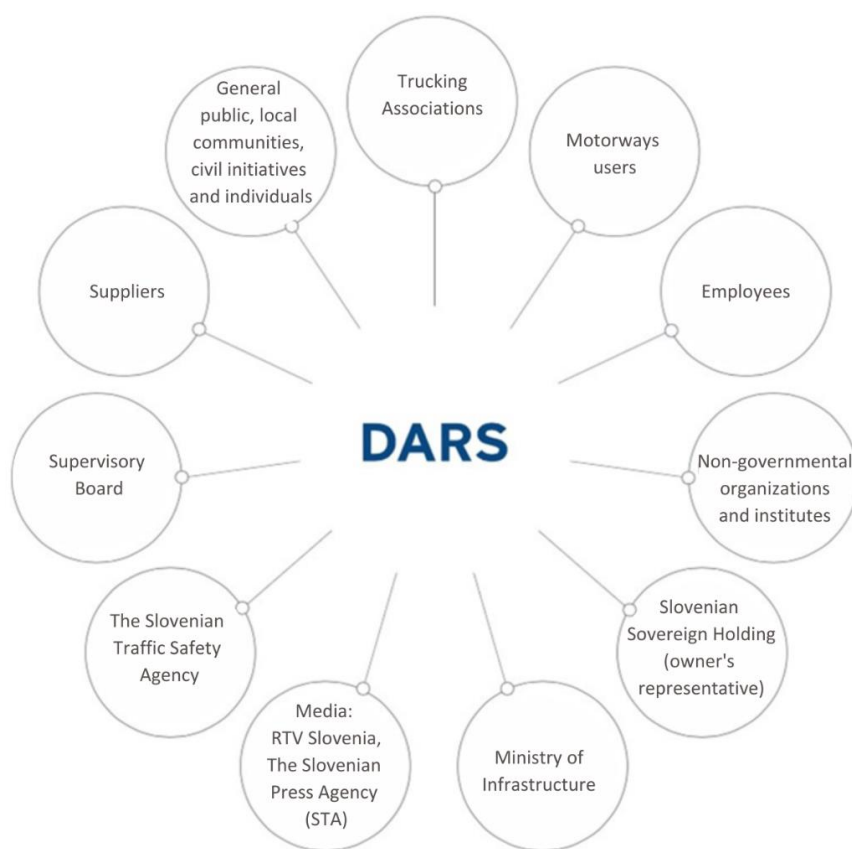 Trucking
Associations
Motorways
users
Employees
Non-governmental
organizations
and institutes
Slovenian
Sovereign Holding
(owner's
representative)
Ministry of
Infrastructure
Media:
RTV Slovenia,
The Slovenian
Press Agency
(STA)
The Slovenian
Traffic Safety
Agency
Supervisory
Board
Suppliers
General
public, local
communities,
civil initiatives
and individuals
DARS